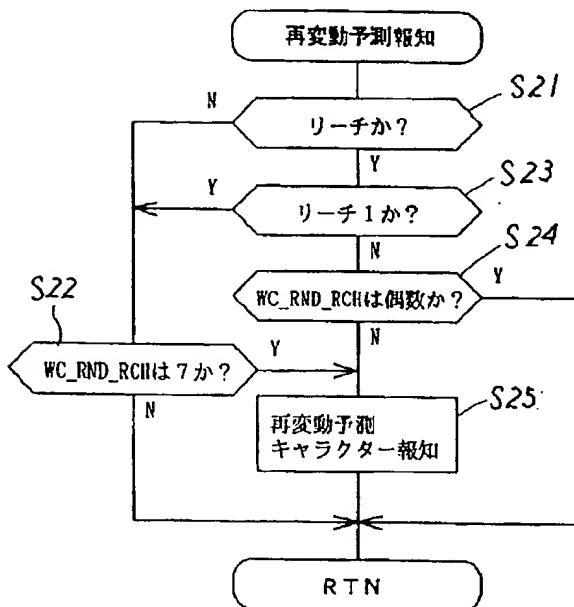 再変動予測報知
S21
N
リーチか？
Y
S23
Y
リーチ1か？
N
S24
Y
WC_RND_RCHは偶数か？
S22
N
Y
WC_RND_RCHは7か？
N
S25
再変動予測
キャラクター報知
RTN